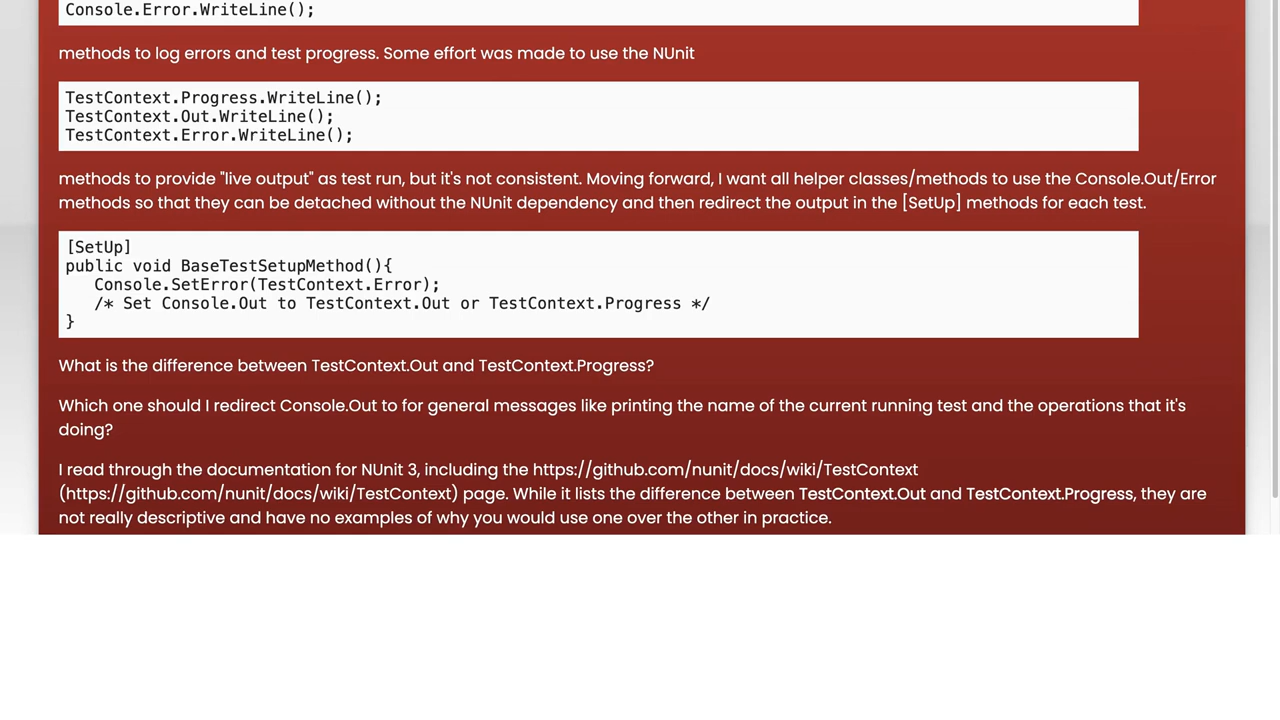 Console.Error.WriteLine();
methods to log errors and test progress. Some effort was made to use the NUnit
TestContext.Progress.WriteLine();
TestContext.Out.WriteLine();
TestContext.Error.WriteLine();
methods to provide "live output" as test run, but it's not consistent. Moving forward, I want all helper classes/methods to use the Console.Out/Error
methods so that they can be detached without the NUnit dependency and then redirect the output in the [SetUp] methods for each test.
[SetUp]
public void BaseTestSetupMethod(){
   Console.SetError(TestContext.Error);
   /* Set Console.Out to TestContext.Out or TestContext.Progress */
}
What is the difference between TestContext.Out and TestContext.Progress?
Which one should I redirect Console.Out to for general messages like printing the name of the current running test and the operations that it's
doing?
I read through the documentation for NUnit 3, including the https://github.com/nunit/docs/wiki/TestContext
(https://github.com/nunit/docs/wiki/TestContext) page. While it lists the difference between TestContext.Out and TestContext.Progress, they are
not really descriptive and have no examples of why you would use one over the other in practice.